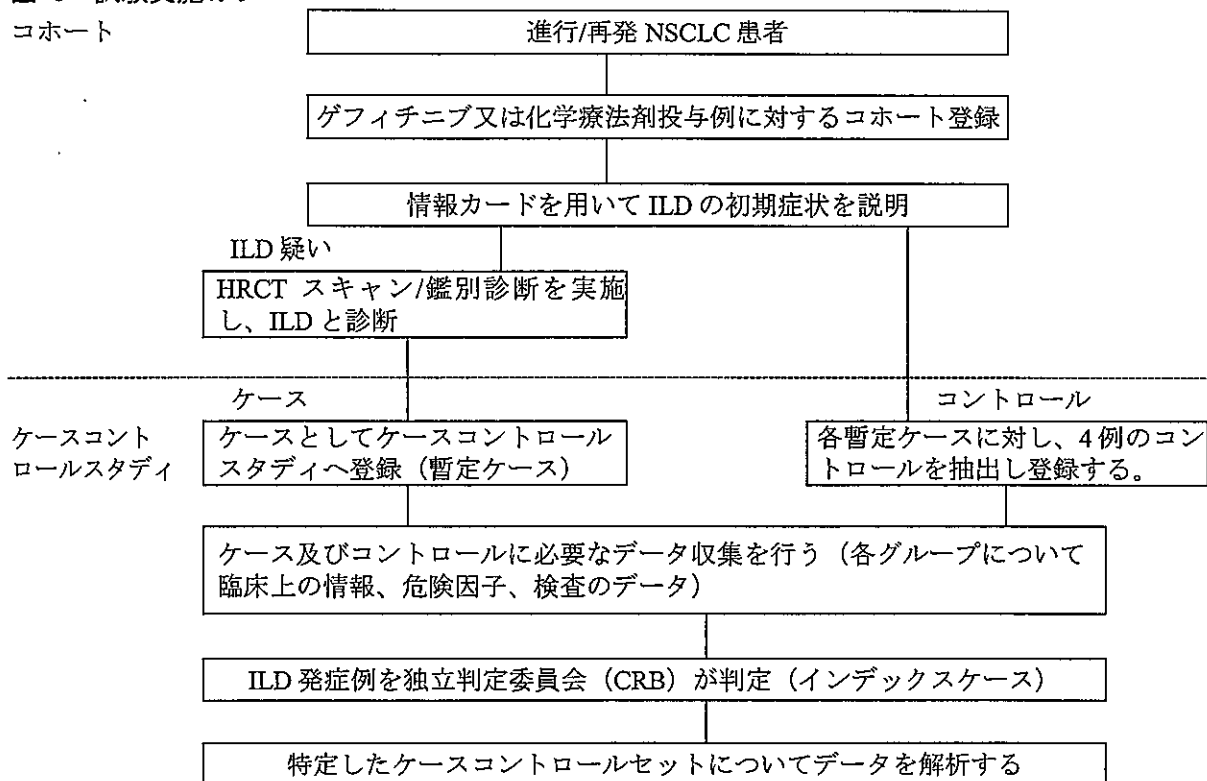 コホート
進行/再発 NSCLC 患者
ゲフィチニブ又は化学療法剤投与例に対するコホート登録
情報カードを用いて ILD の初期症状を説明
ILD 疑い
HRCT スキャン/鑑別診断を実施
し、ILD と診断
ケース
コントロール
ケースコント
ロールスタディ
ケースとしてケースコントロール
スタディへ登録（暫定ケース）
各暫定ケースに対し、4 例のコン
トロールを抽出し登録する。
ケース及びコントロールに必要なデータ収集を行う（各グループについて
臨床上の情報、危険因子、検査のデータ）
ILD 発症例を独立判定委員会（CRB）が判定（インデックスケース）
特定したケースコントロールセットについてデータを解析する